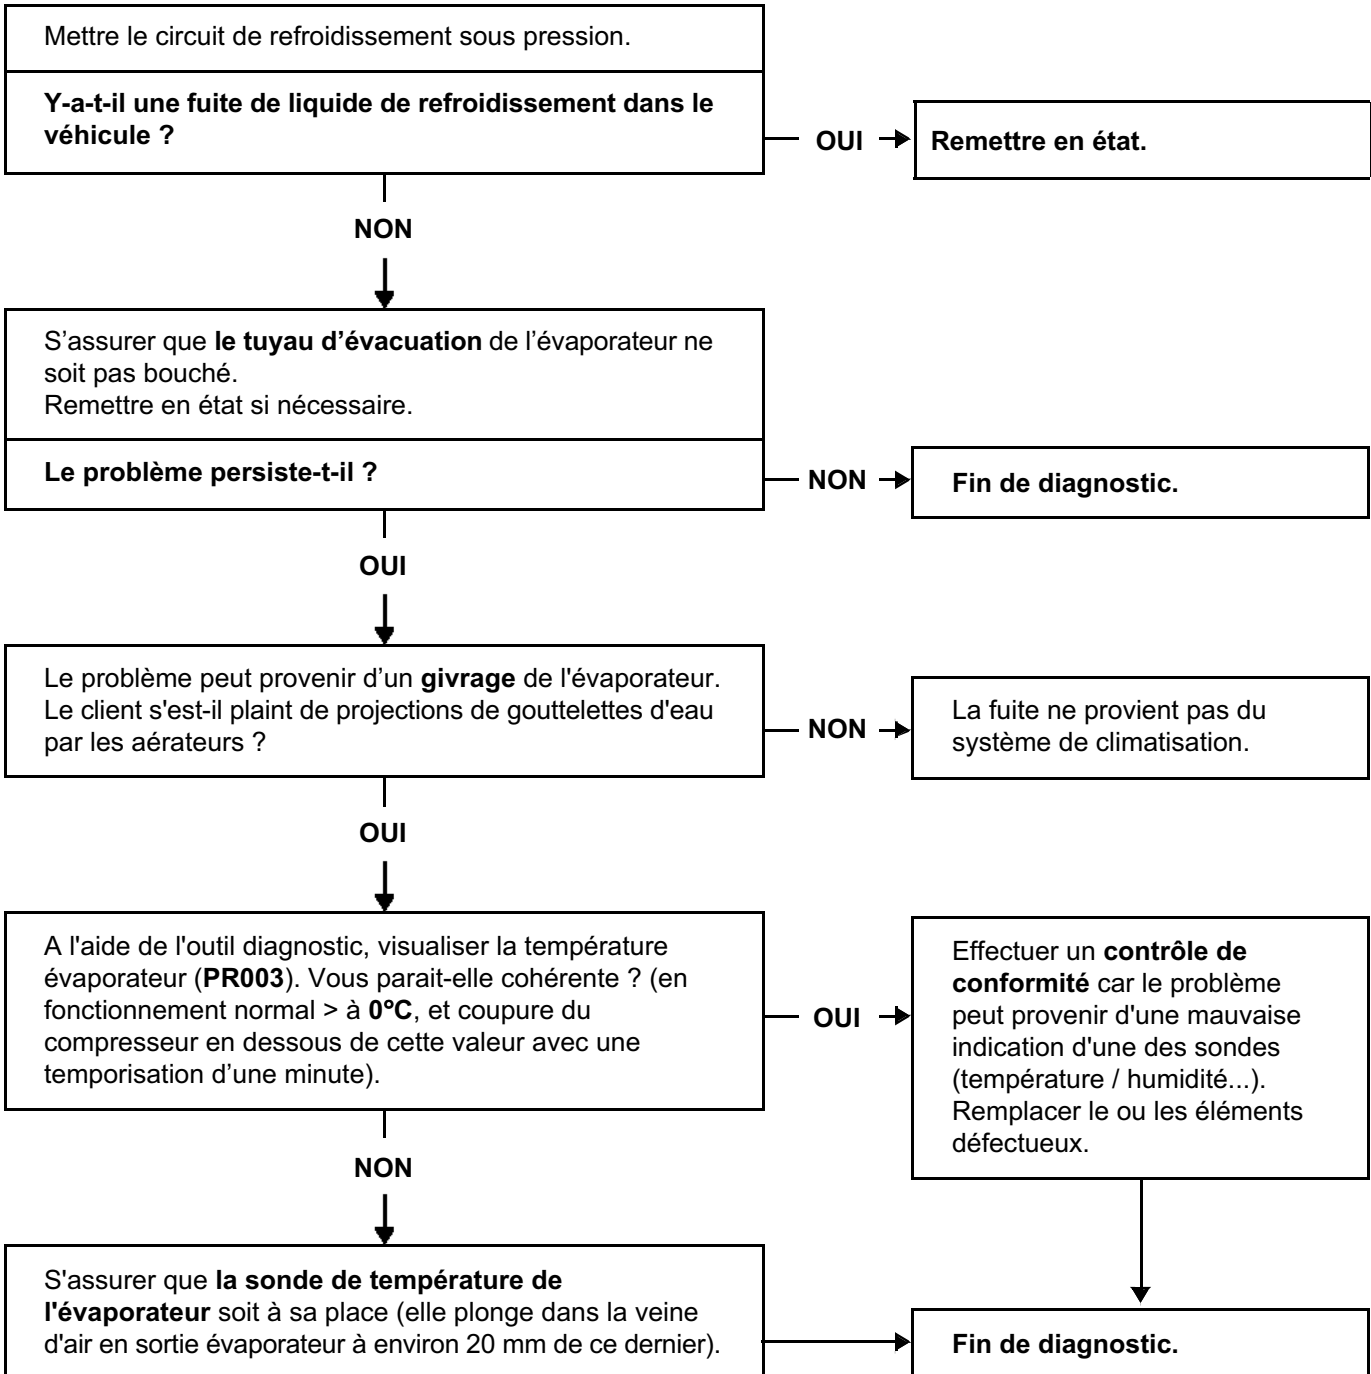 Mettre le circuit de refroidissement sous pression.
Y-a-t-il une fuite de liquide de refroidissement dans le
véhicule ?
OUI
Remettre en état.
NON
S’assurer que le tuyau d’évacuation de l’évaporateur ne
soit pas bouché.
Remettre en état si nécessaire.
Le problème persiste-t-il ?
NON
Fin de diagnostic.
OUI
Le problème peut provenir d’un givrage de l'évaporateur.
Le client s'est-il plaint de projections de gouttelettes d'eau
par les aérateurs ?
NON
La fuite ne provient pas du
système de climatisation.
OUI
A l'aide de l'outil diagnostic, visualiser la température
évaporateur (PR003). Vous parait-elle cohérente ? (en
fonctionnement normal > à 0°C, et coupure du
compresseur en dessous de cette valeur avec une
temporisation d’une minute).
OUI
Effectuer un contrôle de
conformité car le problème
peut provenir d'une mauvaise
indication d'une des sondes
(température / humidité...).
Remplacer le ou les éléments
défectueux.
NON
S'assurer que la sonde de température de
l'évaporateur soit à sa place (elle plonge dans la veine
d'air en sortie évaporateur à environ 20 mm de ce dernier).
Fin de diagnostic.